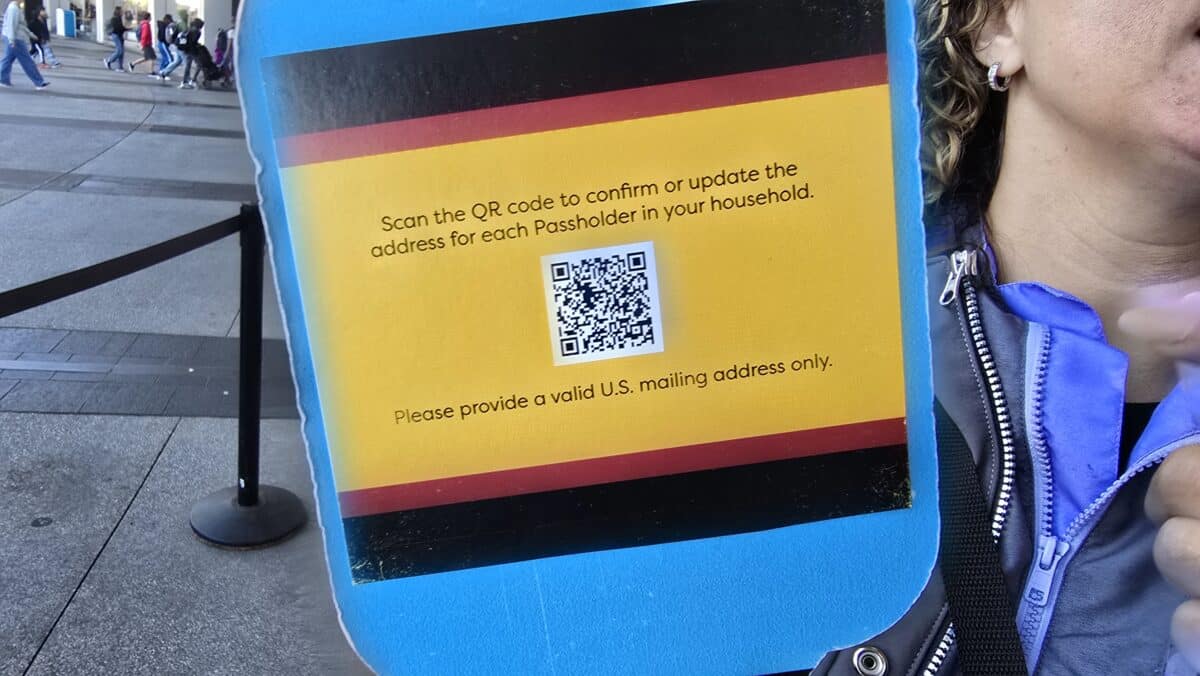 Scan the QR code to confirm or update the
address for each Passholder in your household.
Please provide a valid U.S. mailing address only.